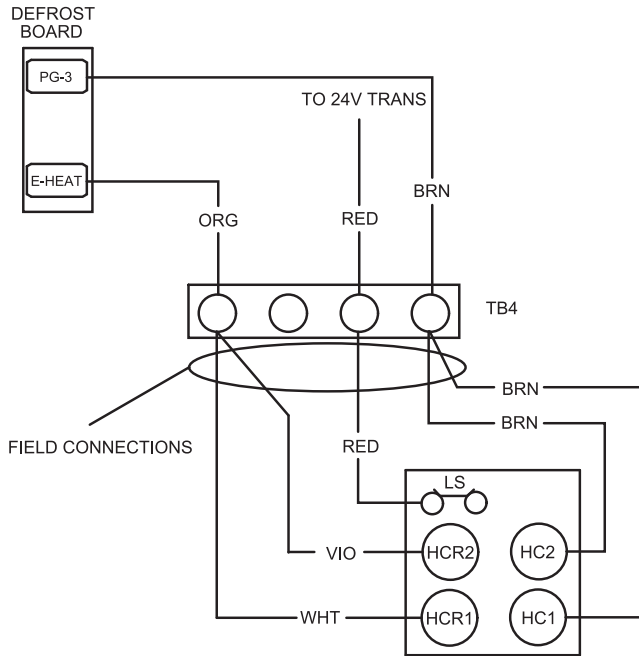 DEFROST
BOARD
PG-3
TO 24V TRANS
E-HEAT
BRN
ORG
RED
TB4
BRN
BRN
FIELD CONNECTIONS
RED
LS
VIO
HCR2
HC2
WHT
HCR1
HC1